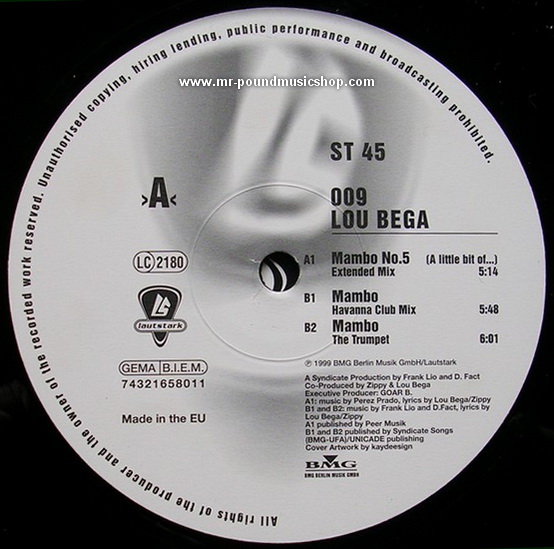 All rights of the producer and the owner of the recorded work reserved. Unauthorised copying, hiring lending, public performance and broadcasting prohibited.
www.mr-poundmusicshop.com
ST 45
>A<
009
LOU BEGA
A1 Mambo No.5 (A little bit of...)
Extended Mix 5:14
LC 2180
B1 Mambo
Havanna Club Mix 5:48
B2 Mambo
The Trumpet 6:01
lautstark
GEMA B.I.E.M.
74321658011
Made in the EU
℗ 1999 BMG Berlin Musik GmbH/Lautstark
A Syndicate Production by Frank Lio and D. Fact
Co-Produced by Zippy & Lou Bega
Executive Producer: GOAR B.
A1: music by Perez Prado, lyrics by Lou Bega/Zippy
B1 and B2: music by Frank Lio and D.Fact, lyrics by
Lou Bega/Zippy
A1 published by Peer Musik
B1 and B2 published by Syndicate Songs
(BMG-UFA)/UNICADE publishing
Cover Artwork by kaydeesign
BMG
BMG BERLIN MUSIK GMBH